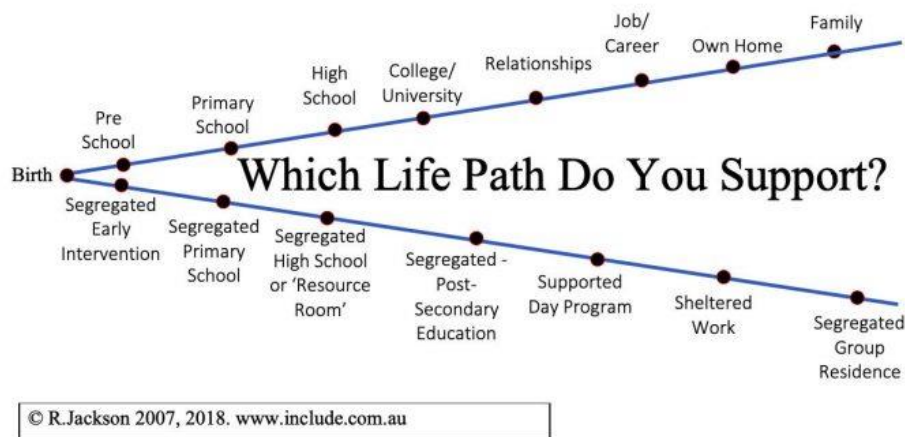 Family
Job/
Career
Own Home
Relationships
College/
University
High
School
Primary
School
Pre
School
Birth
Which Life Path Do You Support?
Segregated
Early
Intervention
Segregated
Primary
School
Segregated
High School
or 'Resource
Room'
Segregated -
Post-
Secondary
Education
Supported
Day Program
Sheltered
Work
Segregated
Group
Residence
© R.Jackson 2007, 2018. www.include.com.au